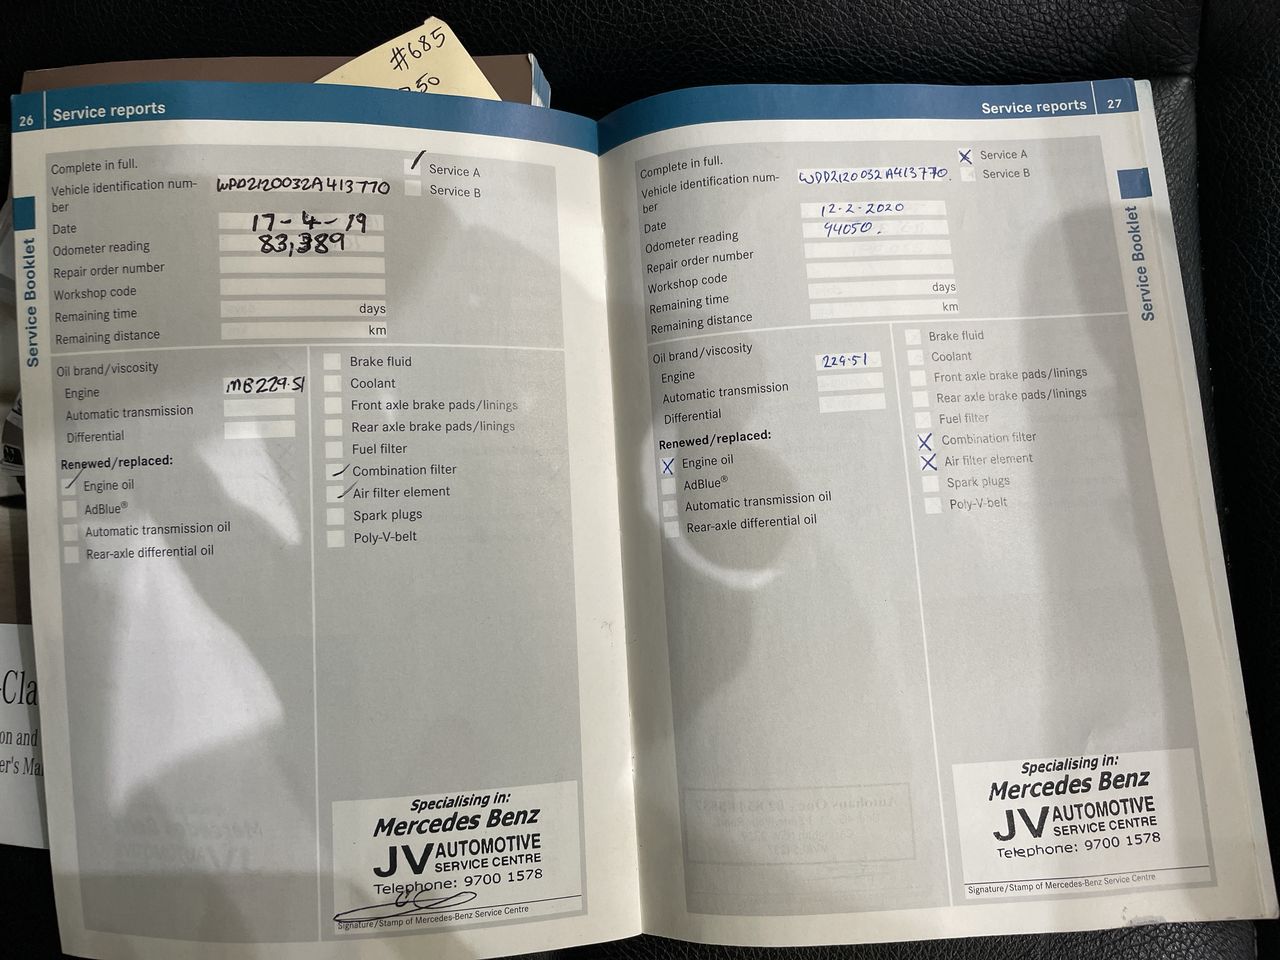 #685
50
26 Service reports
Complete in full.
Service A
Vehicle identification num-
ber
WDD2120032A413770
Service B
Date 17-4-19
Odometer reading 83,389
Repair order number
Workshop code
Remaining time days
Remaining distance km
Oil brand/viscosity
Engine MB229.51
Automatic transmission
Differential
Renewed/replaced:
Engine oil
AdBlue®
Automatic transmission oil
Rear-axle differential oil
Brake fluid
Coolant
Front axle brake pads/linings
Rear axle brake pads/linings
Fuel filter
Combination filter
Air filter element
Spark plugs
Poly-V-belt
Specialising in:
Mercedes Benz
JV AUTOMOTIVE
SERVICE CENTRE
Telephone: 9700 1578
Signature/Stamp of Mercedes-Benz Service Centre
Service Booklet
Service reports 27
Complete in full.
X Service A
Vehicle identification num-
ber
WDD2120032A413770.
Service B
Date 12-2-2020
Odometer reading 94050.
Repair order number
Workshop code
Remaining time days
Remaining distance km
Oil brand/viscosity
Engine 229.51
Automatic transmission
Differential
Renewed/replaced:
X Engine oil
AdBlue®
Automatic transmission oil
Rear-axle differential oil
Brake fluid
Coolant
Front axle brake pads/linings
Rear axle brake pads/linings
Fuel filter
X Combination filter
X Air filter element
Spark plugs
Poly-V-belt
Specialising in:
Mercedes Benz
JV AUTOMOTIVE
SERVICE CENTRE
Telephone: 9700 1578
Signature/Stamp of Mercedes-Benz Service Centre
Service Booklet
-Cla
on and
er's Ma